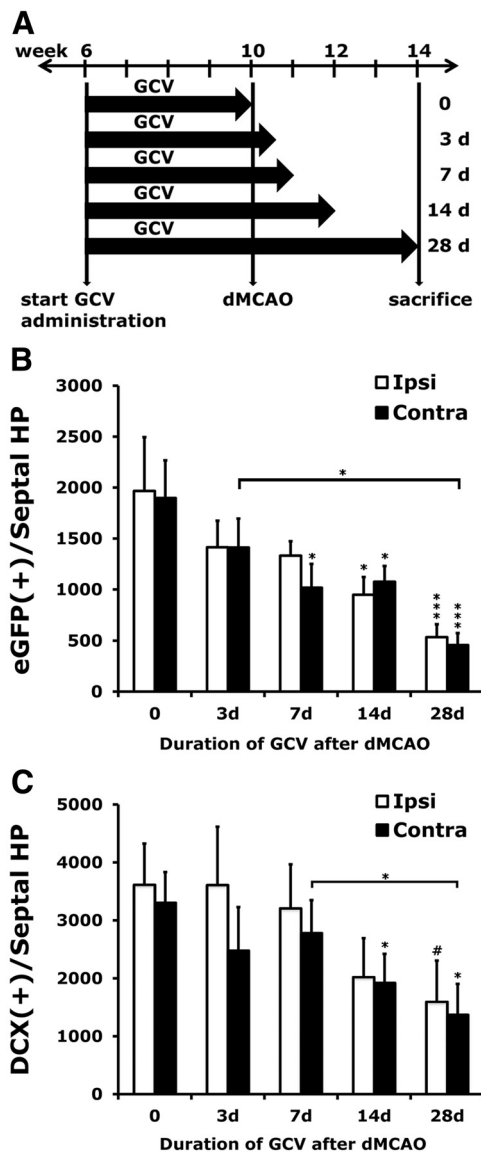 A
week 6 8 10 12 14
GCV 0
GCV 3 d
GCV 7 d
GCV 14 d
GCV 28 d
start GCV dMCAO sacrifice
administration
B
3000
2500
2000
1500
1000
500
0
eGFP(+)/Septal HP
Ipsi
Contra
*
*
* *
*** ***
0 3d 7d 14d 28d
Duration of GCV after dMCAO
C
5000
4000
3000
2000
1000
0
DCX(+)/Septal HP
Ipsi
Contra
*
*
# *
0 3d 7d 14d 28d
Duration of GCV after dMCAO